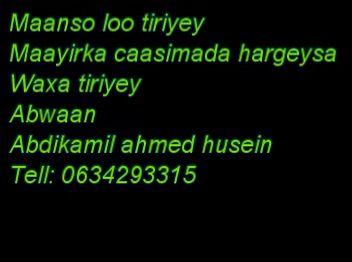 Maanso loo tiriyey
Maayirka caasimada hargeysa
Waxa tiriyey
Abwaan
Abdikamil ahmed husein
Tell: 0634293315